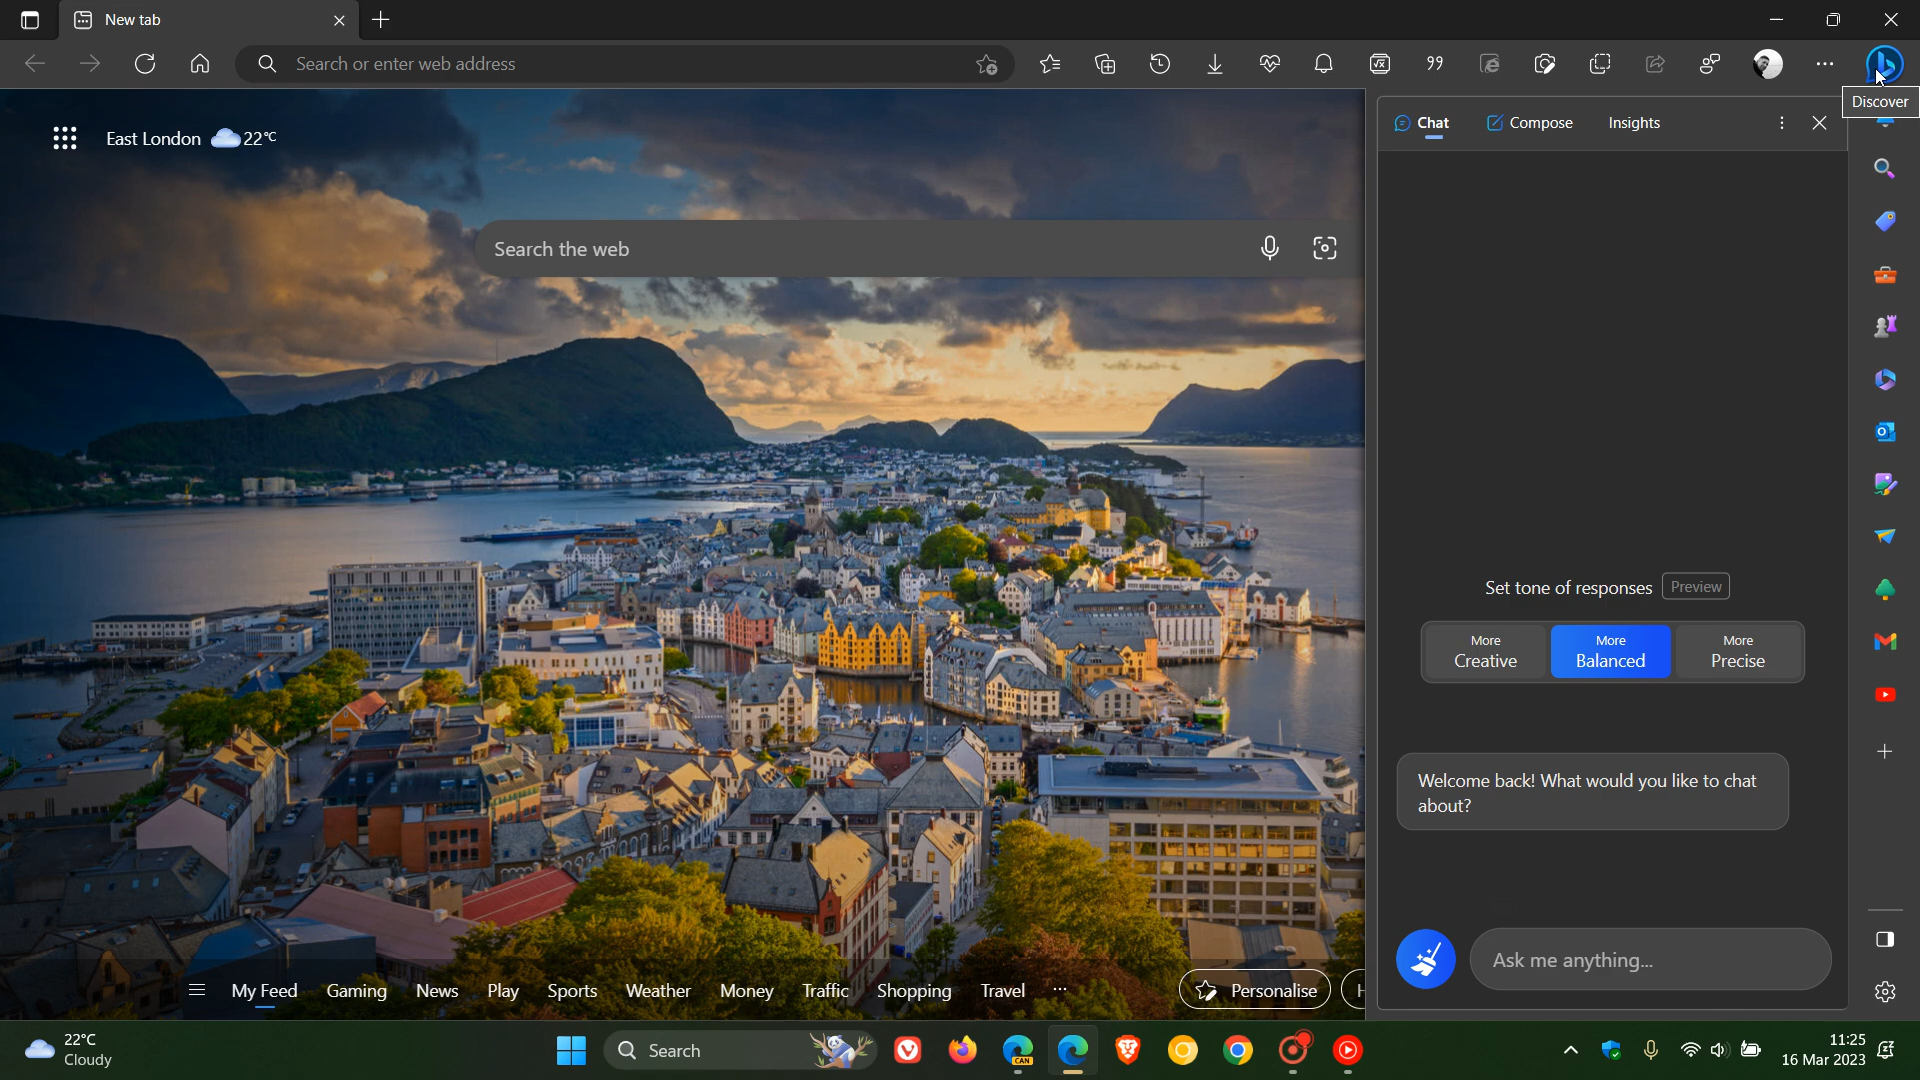 New tab
Search or enter web address
Discover
East London 22°C
Chat Compose Insights
Search the web
Set tone of responses Preview
More Creative
More Balanced
More Precise
Welcome back! What would you like to chat
about?
Ask me anything...
My Feed Gaming News Play Sports Weather Money Traffic Shopping Travel ... Personalise
22°C
Cloudy
Search
CAN
11:25
16 Mar 2023